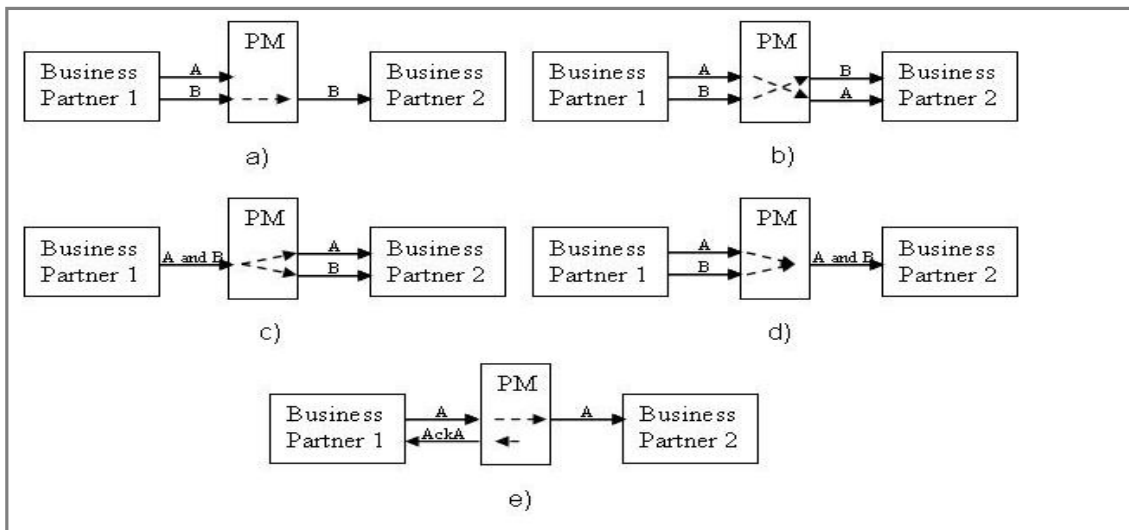 PM
Business
Partner 1
A
B
B
Business
Partner 2
a)
PM
Business
Partner 1
A
B
B
A
Business
Partner 2
b)
PM
Business
Partner 1
A and B
A
B
Business
Partner 2
c)
PM
Business
Partner 1
A
B
A and B
Business
Partner 2
d)
PM
Business
Partner 1
A
AckA
A
Business
Partner 2
e)